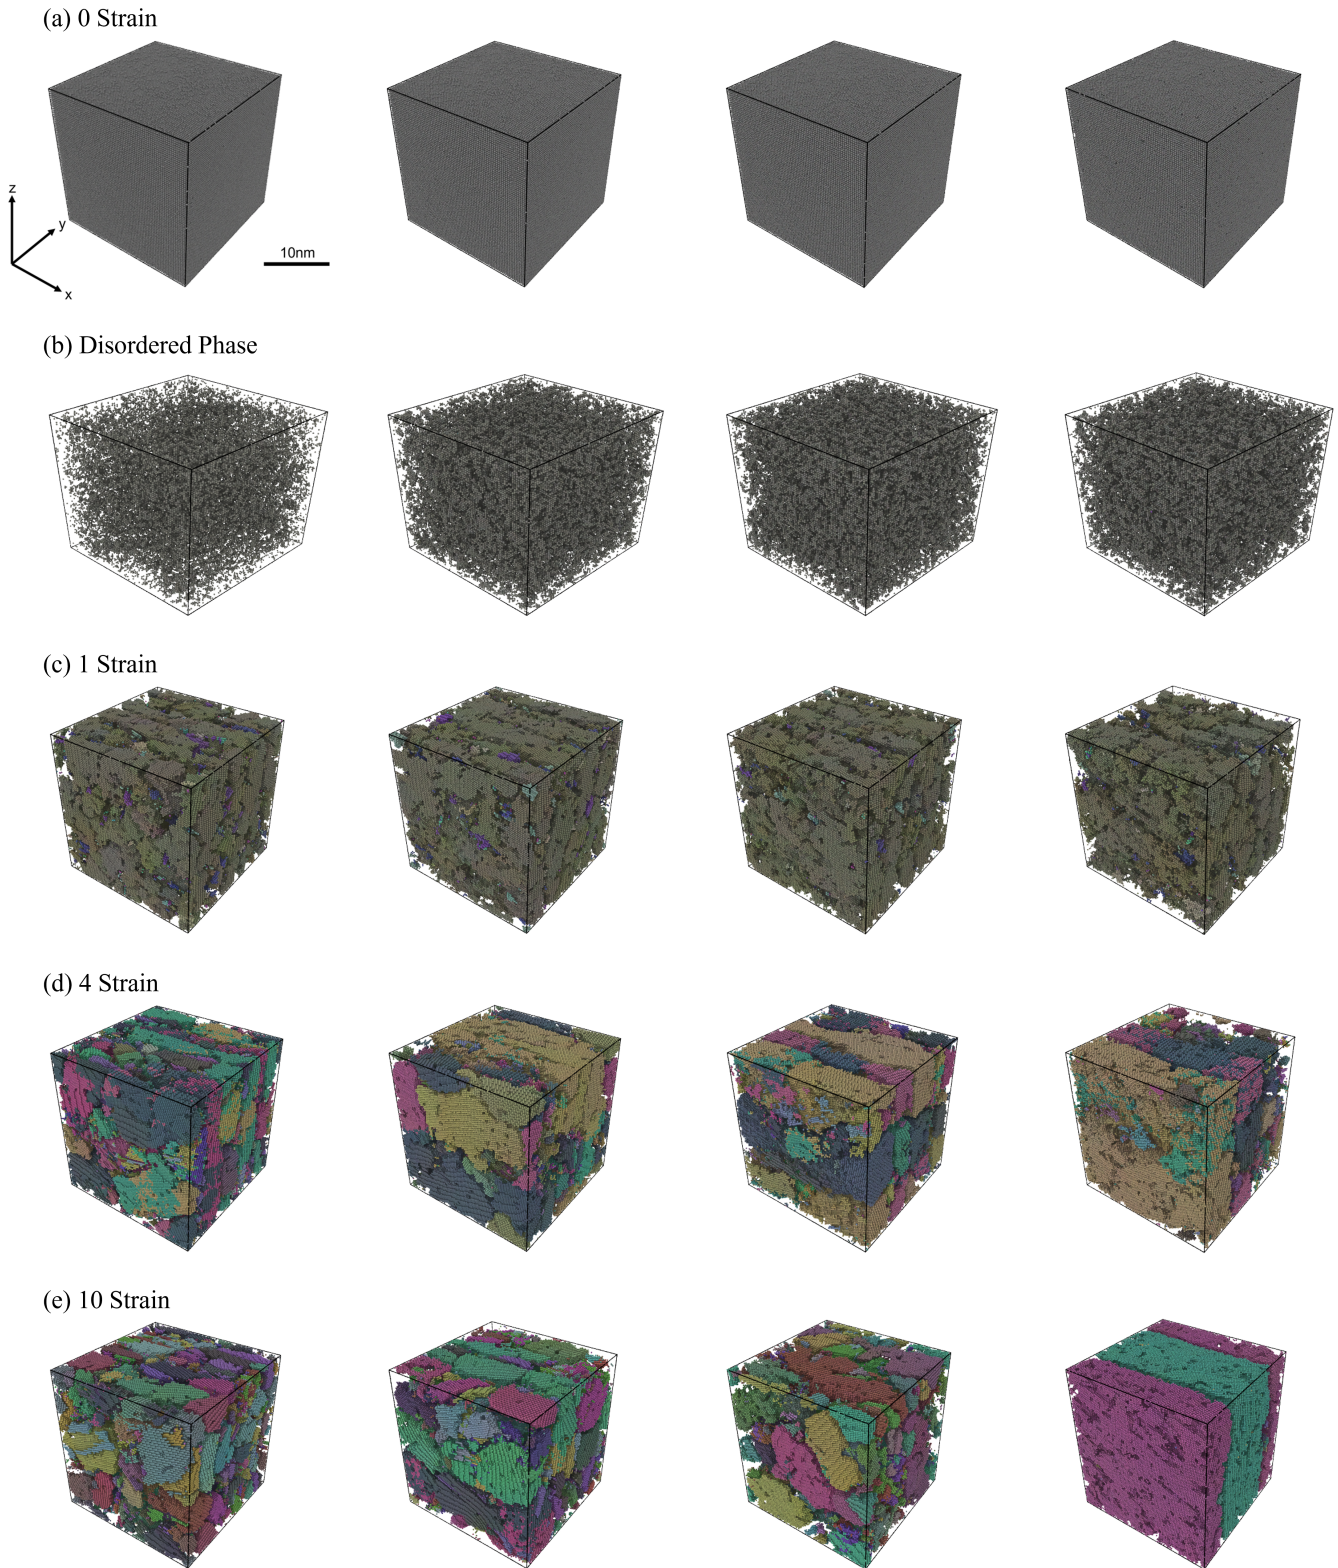 (a) 0 Strain
z
y
x
10nm
(b) Disordered Phase
(c) 1 Strain
(d) 4 Strain
(e) 10 Strain